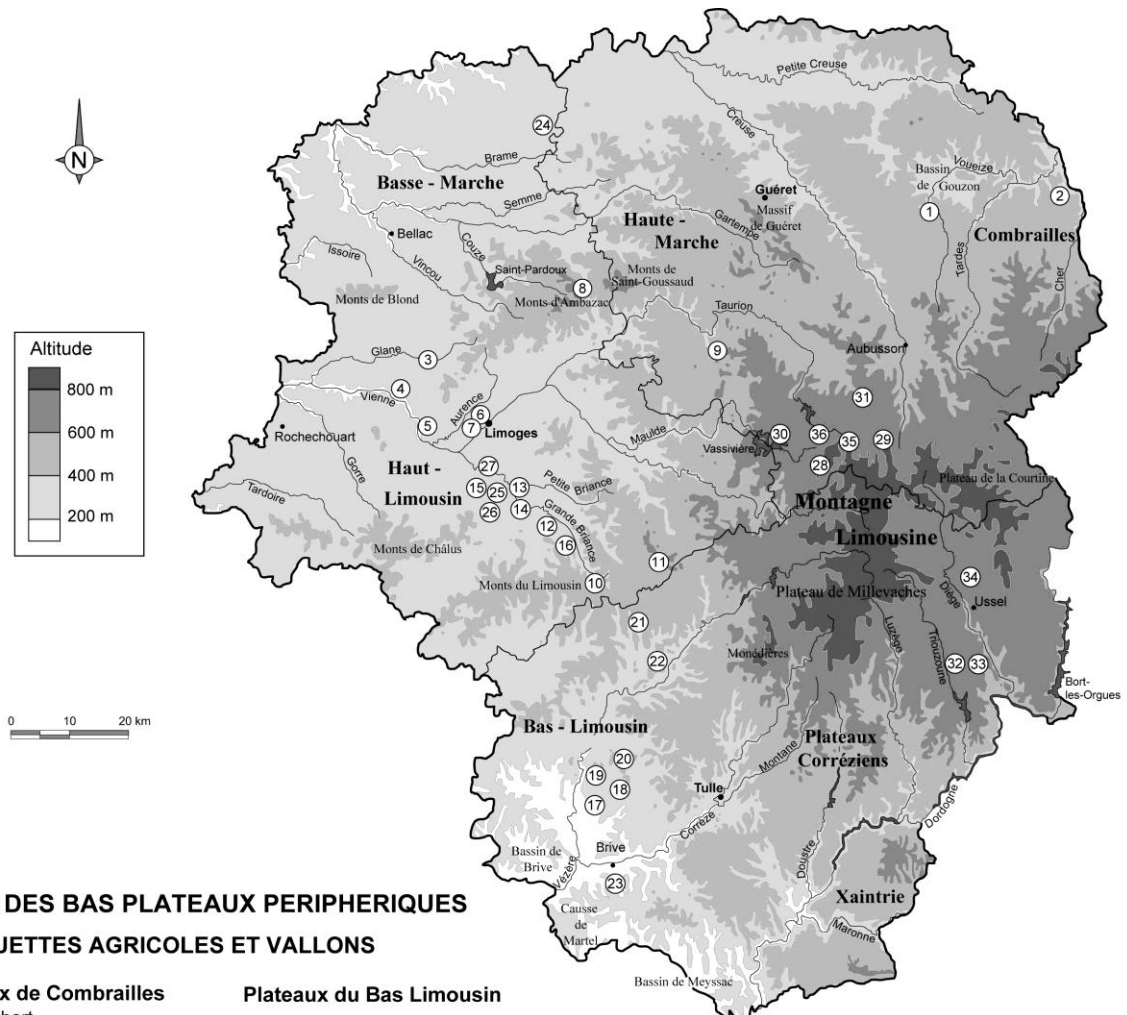 Petite Creuse
Creuse
24
Brame
Basse - Marche
Semme
Bellac
Couze
Issoire
Vincou
Saint-Pardoux
Monts de Blond
8
Monts d'Ambazac
Guéret
Massif
de Guéret
Haute -
Marche
Gartempe
Monts de
Saint-Goussaud
Taurion
9
Voueize
Bassin
de Gouzon
1
2
Combrailles
Tardes
Cher
Aubusson
N
Altitude
800 m
600 m
400 m
200 m
Glane
3
4
Vienne
5
Aurence
6
7
Limoges
Rochechouart
Gorre
Tardoire
Haut -
Limousin
27
15
25
13
26
14
Petite Briance
Grande Briance
12
16
10
11
Monts de Châlus
Monts du Limousin
Maulde
Vassivière
30
36
35
29
31
28
Plateau de la Courtine
Montagne
Limousine
Plateau de Millevaches
34
Ussel
Diège
Luzège
Triouzoune
32
33
Bort-
les-Orgues
Monédières
21
22
0 10 20 km
Bas - Limousin
20
19
18
17
Tulle
Montane
Plateaux
Corréziens
Corrèze
Brive
23
Bassin de
Brive
Vézère
Causse
de
Martel
Doustre
Dordogne
Xaintrie
Maronne
Bassin de Meyssac
DES BAS PLATEAUX PERIPHERIQUES
UETTES AGRICOLES ET VALLONS
x de Combrailles
Plateaux du Bas Limousin